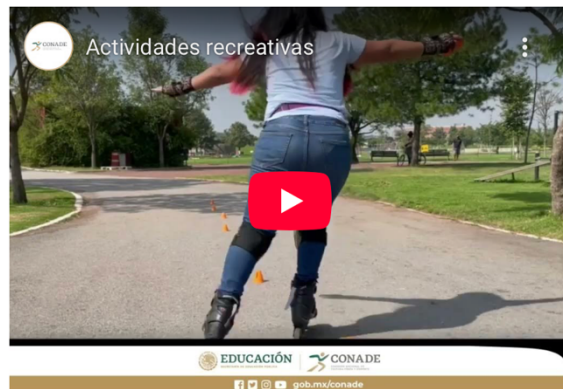 CONADE
Actividades recreativas
EDUCACIÓN
CONADE
gob.mx/conade